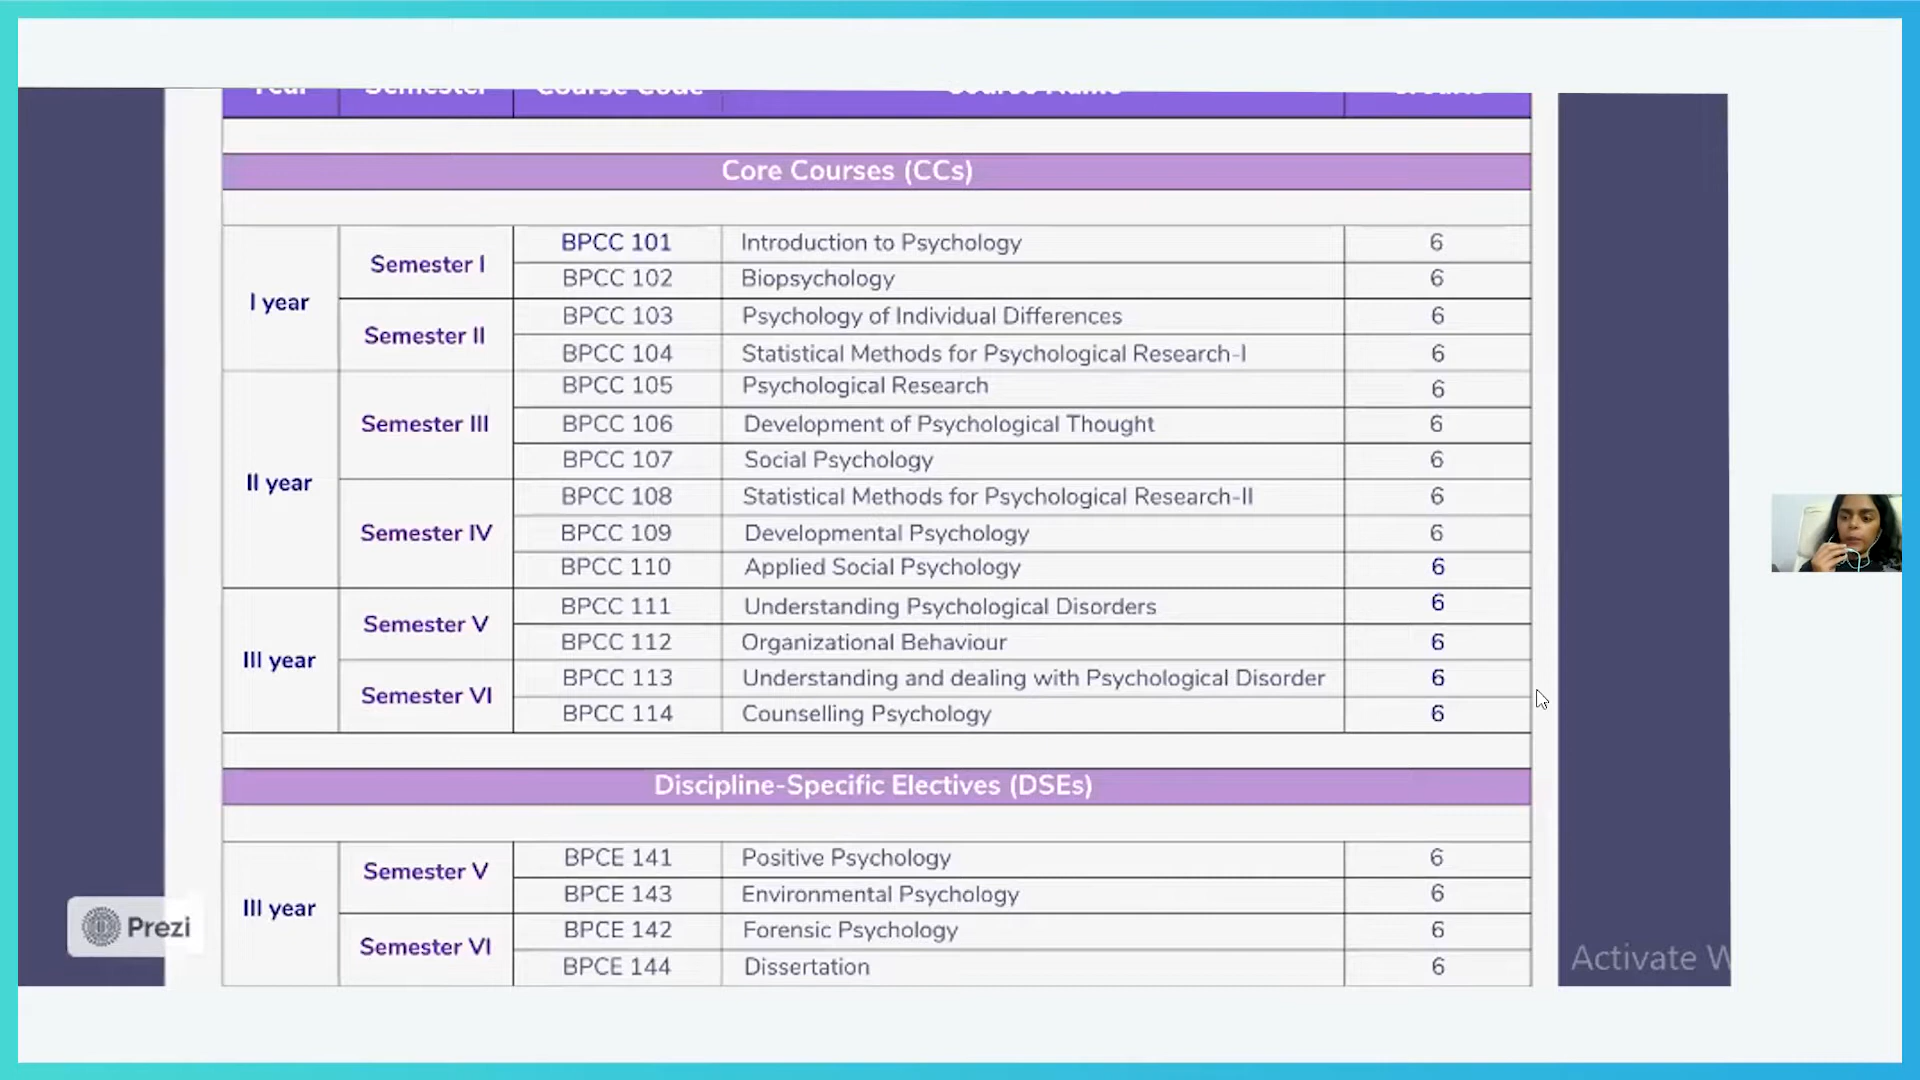 Year Semester Course Code Course Name
Core Courses (CCs)
I year
Semester I
BPCC 101 Introduction to Psychology 6
BPCC 102 Biopsychology 6
Semester II
BPCC 103 Psychology of Individual Differences 6
BPCC 104 Statistical Methods for Psychological Research-I 6
II year
Semester III
BPCC 105 Psychological Research 6
BPCC 106 Development of Psychological Thought 6
BPCC 107 Social Psychology 6
Semester IV
BPCC 108 Statistical Methods for Psychological Research-II 6
BPCC 109 Developmental Psychology 6
BPCC 110 Applied Social Psychology 6
III year
Semester V
BPCC 111 Understanding Psychological Disorders 6
BPCC 112 Organizational Behaviour 6
Semester VI
BPCC 113 Understanding and dealing with Psychological Disorder 6
BPCC 114 Counselling Psychology 6
Discipline-Specific Electives (DSEs)
III year
Semester V
BPCE 141 Positive Psychology 6
BPCE 143 Environmental Psychology 6
Semester VI
BPCE 142 Forensic Psychology 6
BPCE 144 Dissertation 6
Prezi
Activate W